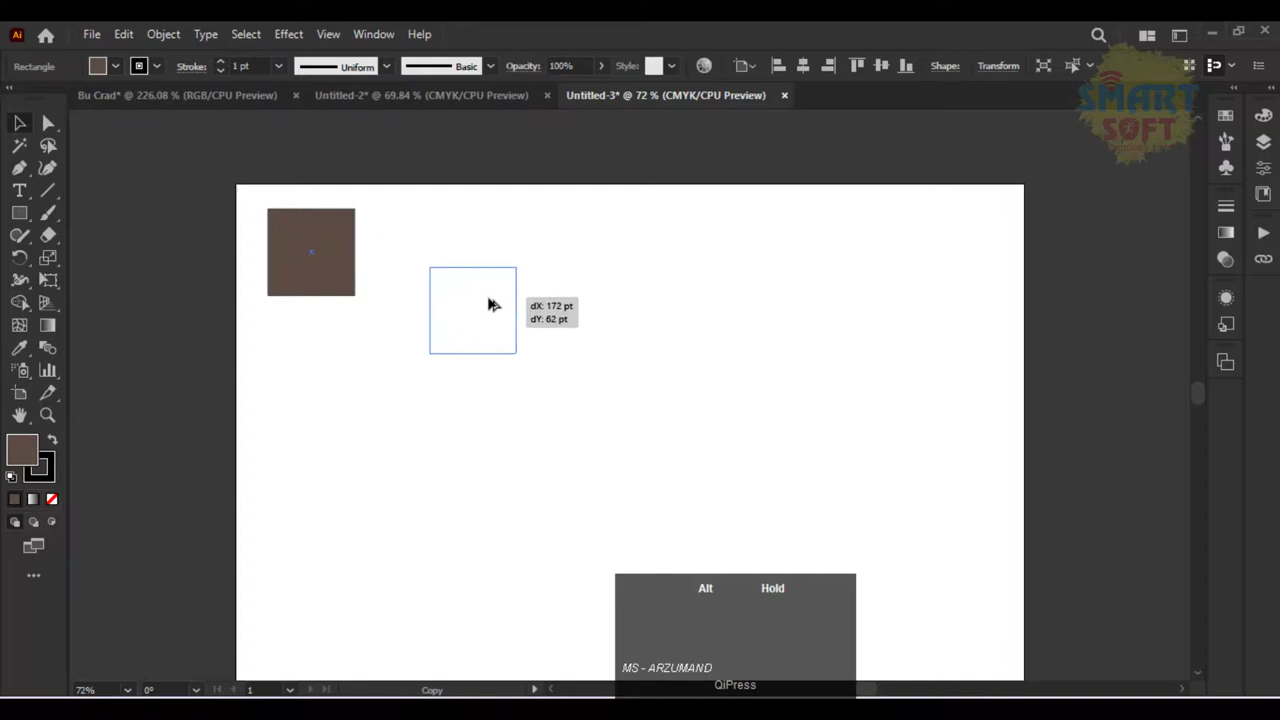 Ai File Edit Object Type Select Effect View Window Help
Rectangle Stroke: 1 pt Uniform Basic Opacity: 100% Style: Shape: Transform
Bu Crad* @ 226.08 % (RGB/CPU Preview) × Untitled-2* @ 69.84 % (CMYK/CPU Preview) × Untitled-3* @ 72 % (CMYK/CPU Preview) ×
SMART
SOFT
dX: 172 pt
dY: 62 pt
Alt Hold
MS - ARZUMAND
QiPress
72% 0° 1 Copy